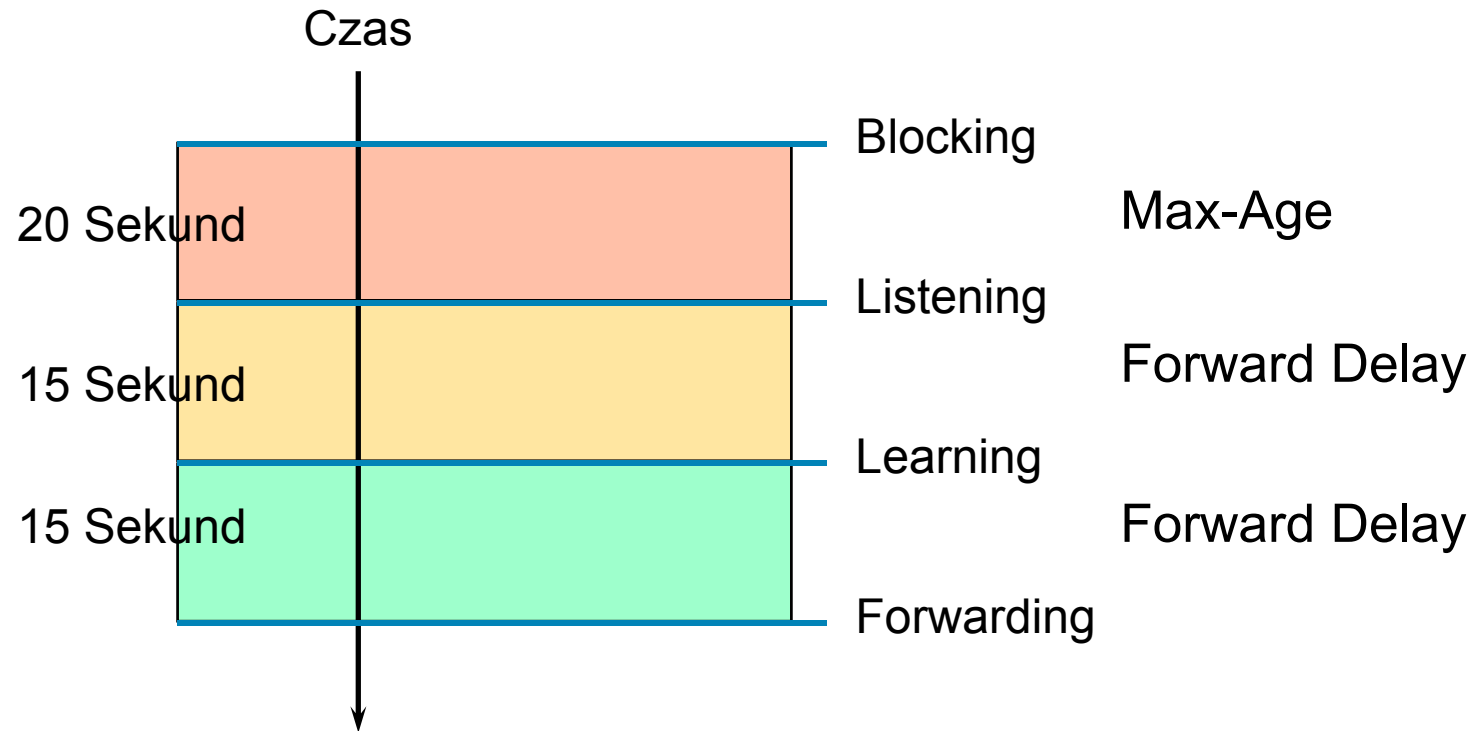 Czas
Blocking
20 Sekund
Max-Age
Listening
15 Sekund
Forward Delay
Learning
15 Sekund
Forward Delay
Forwarding